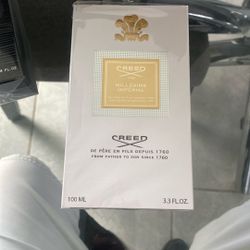 CREED
MILLESIME
IMPERIAL
CREED
DE PÈRE EN FILS DEPUIS 1760
FROM FATHER TO SON SINCE 1760
100 ML
3.3 FL.OZ.